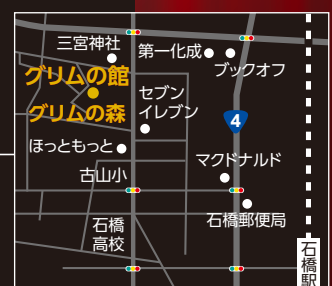 三宮神社
第一化成
ブックオフ
グリムの館
グリムの森
セブン
イレブン
4
ほっともっと
マクドナルド
古山小
石橋郵便局
石橋
高校
石橋駅